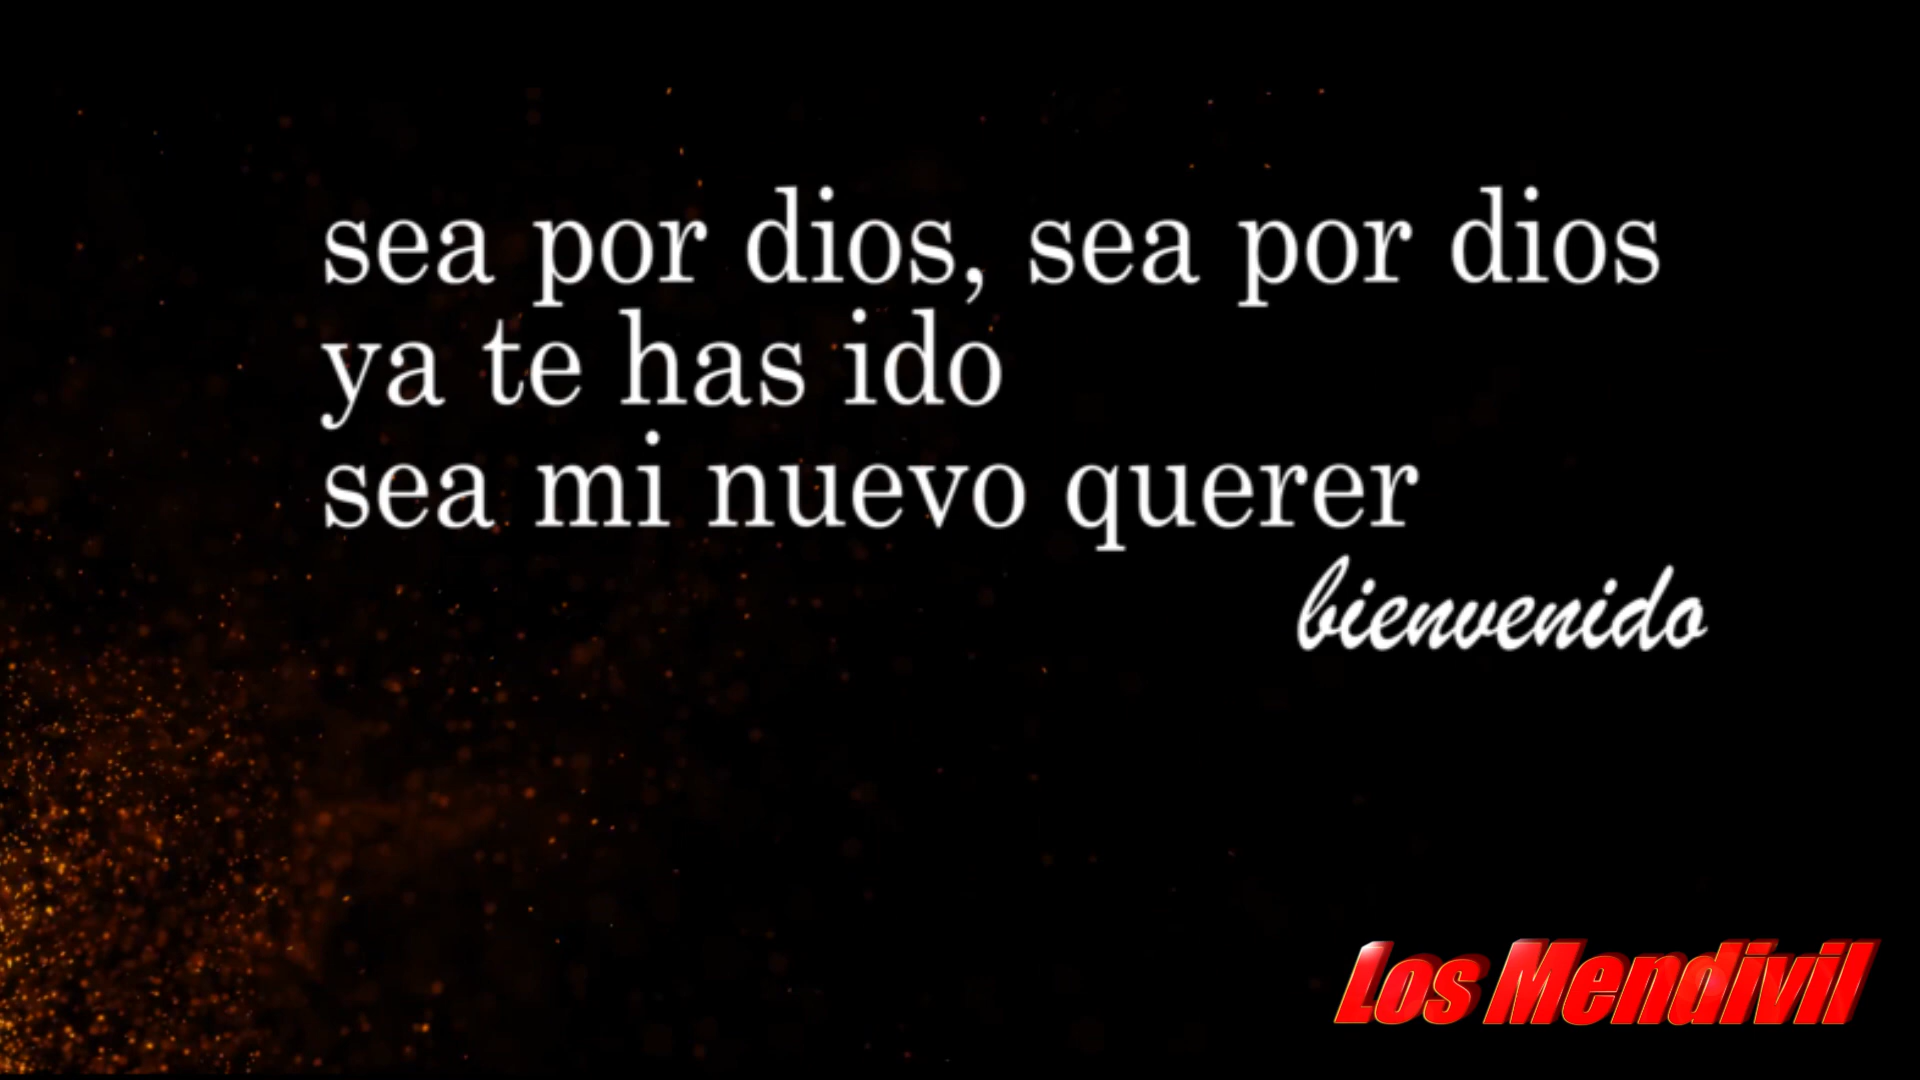 sea por dios, sea por dios
ya te has ido
sea mi nuevo querer
bienvenido
Los Mendivil